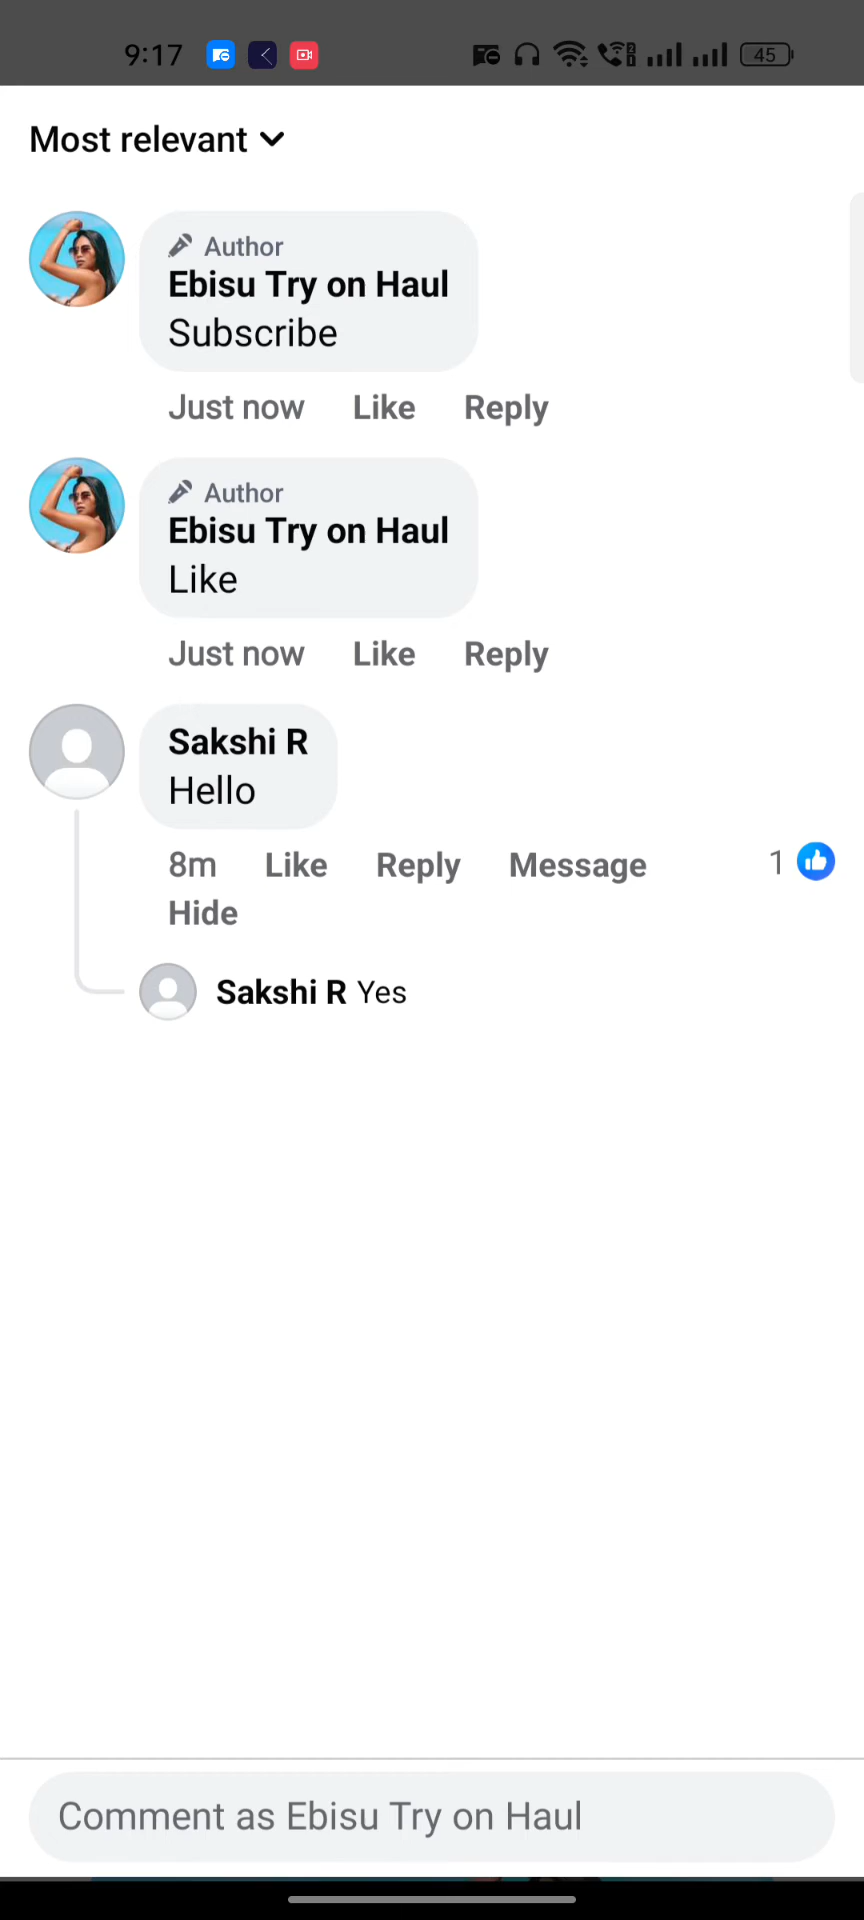 9:17
45
Most relevant
Author
Ebisu Try on Haul
Subscribe
Just now Like Reply
Author
Ebisu Try on Haul
Like
Just now Like Reply
Sakshi R
Hello
8m Like Reply Message 1
Hide
Sakshi R Yes
Comment as Ebisu Try on Haul